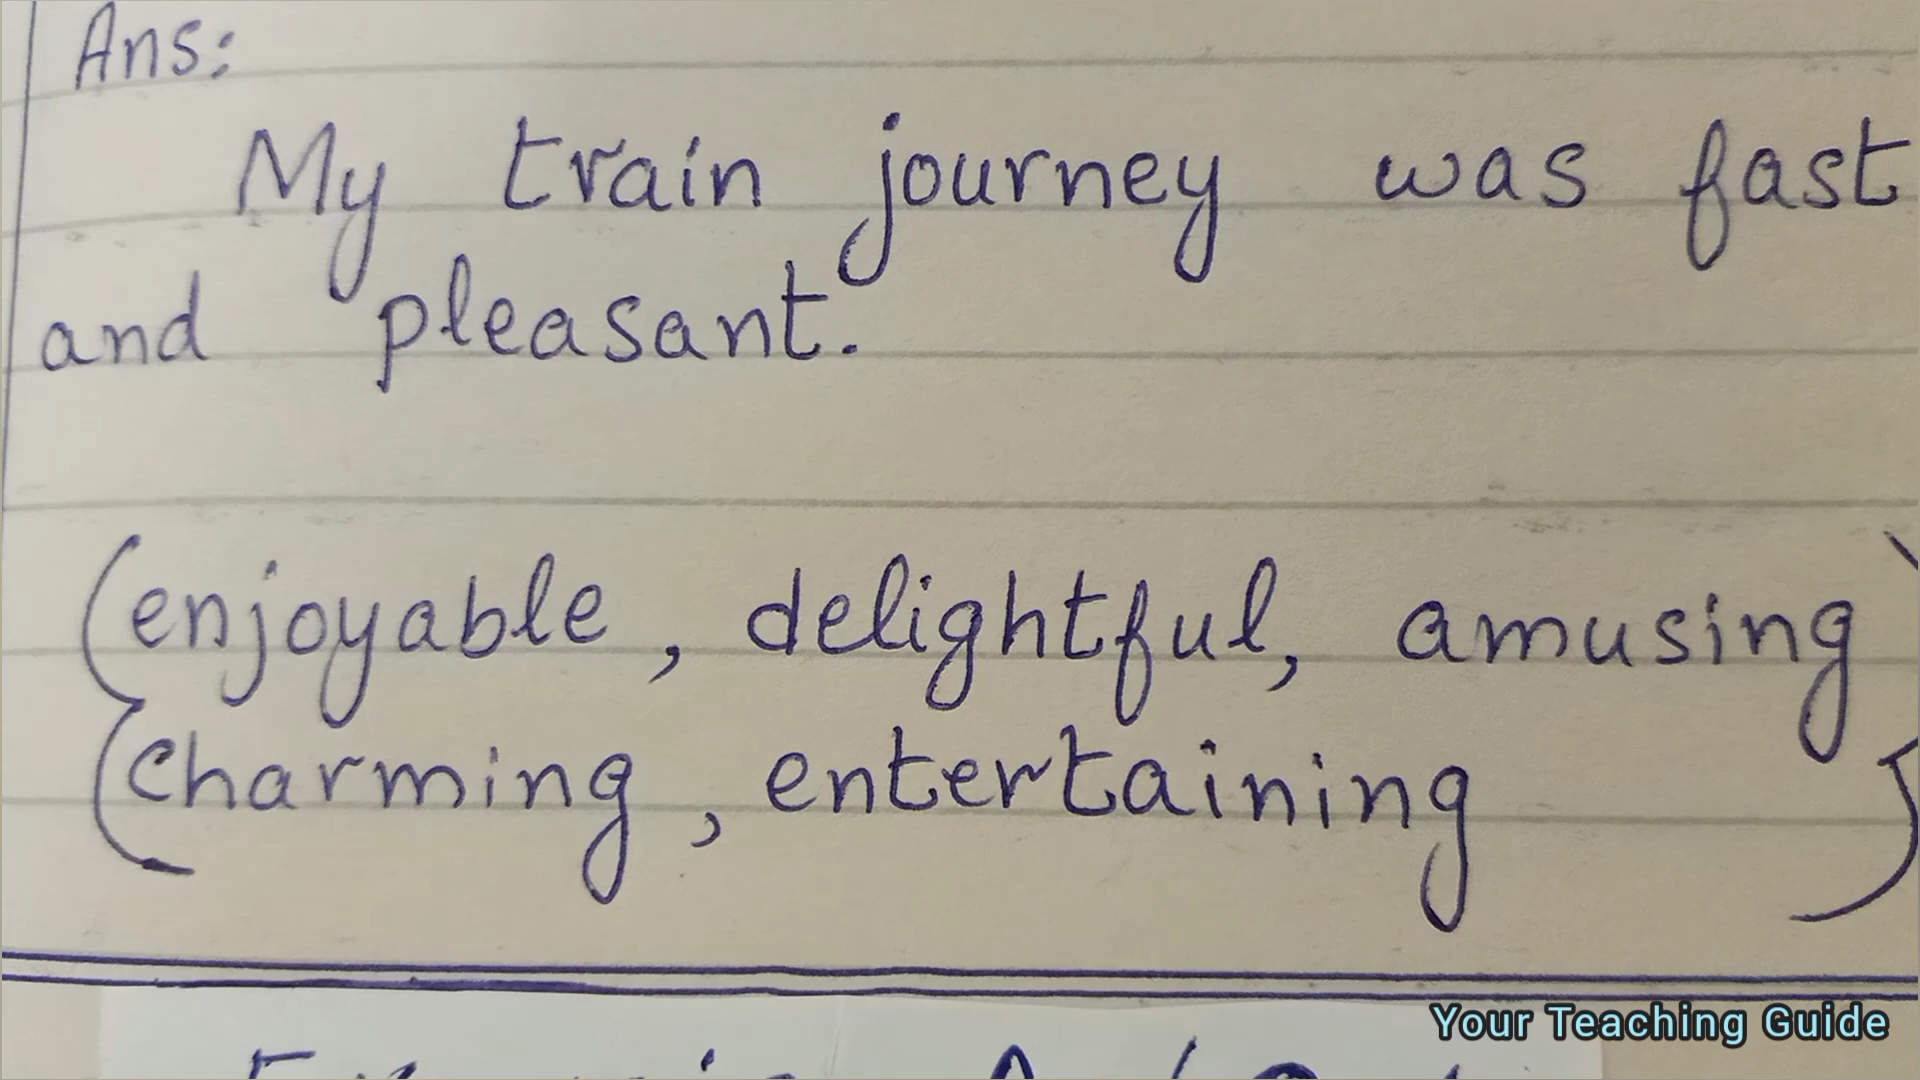 Ans:
My train journey was fast
and pleasant.
(enjoyable, delightful, amusing)
(charming, entertaining)
Your Teaching Guide